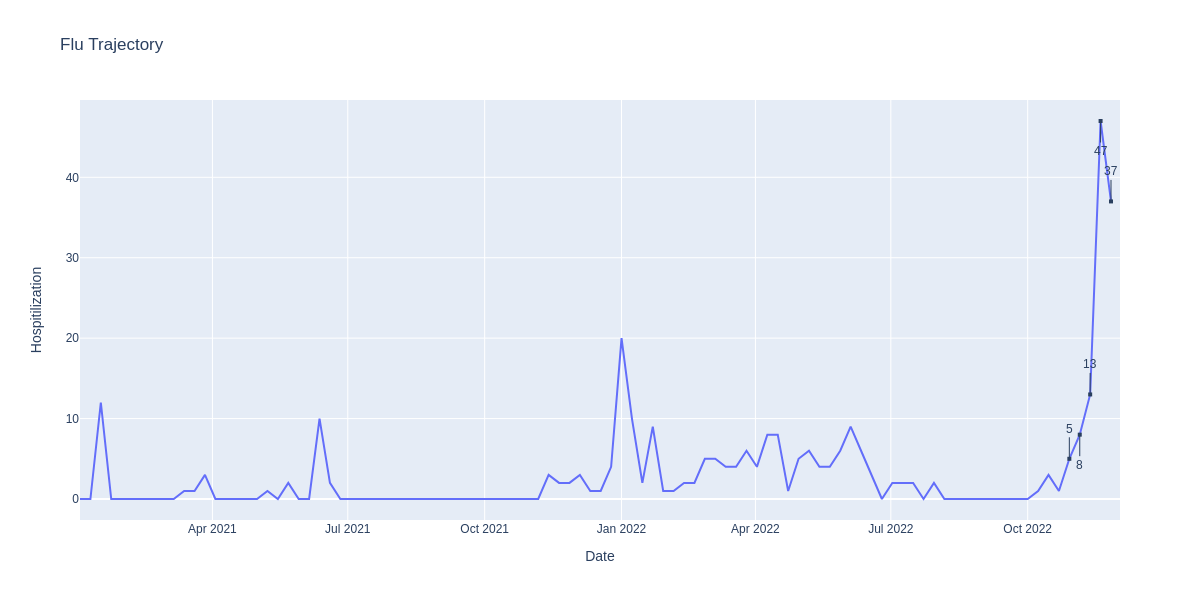 Flu Trajectory
47
37
40
30
20
13
10
5
8
0
Hospitilization
Apr 2021
Jul 2021
Oct 2021
Jan 2022
Apr 2022
Jul 2022
Oct 2022
Date